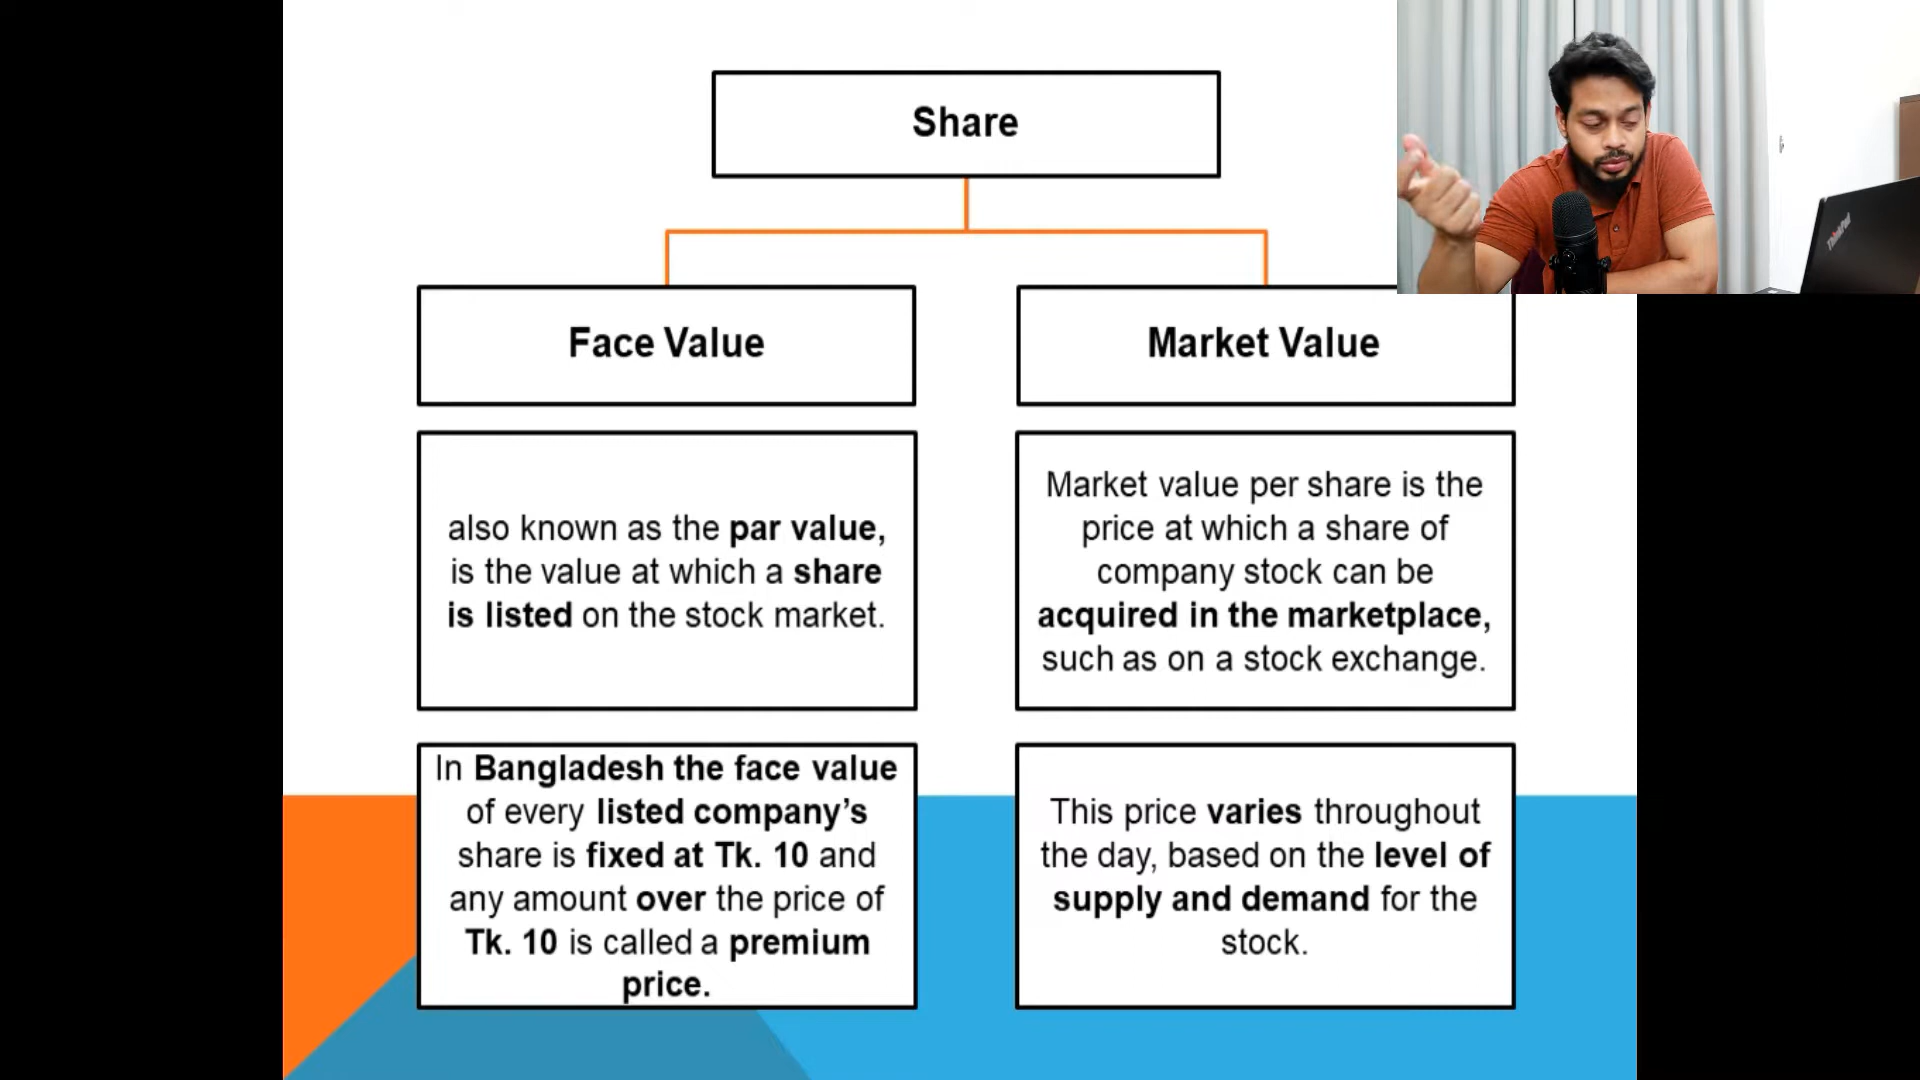 Share
Face Value
Market Value
also known as the par value,
is the value at which a share
is listed on the stock market.
Market value per share is the
price at which a share of
company stock can be
acquired in the marketplace,
such as on a stock exchange.
In Bangladesh the face value
of every listed company’s
share is fixed at Tk. 10 and
any amount over the price of
Tk. 10 is called a premium
price.
This price varies throughout
the day, based on the level of
supply and demand for the
stock.
ThinkPad